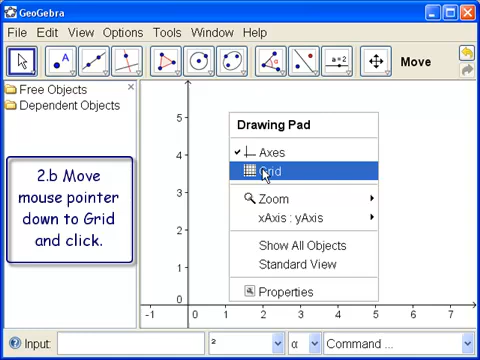 GeoGebra
File Edit View Options Tools Window Help
A
a=2
Move
Free Objects
Dependent Objects
2.b Move
mouse pointer
down to Grid
and click.
Drawing Pad
Axes
Grid
Zoom
xAxis : yAxis
Show All Objects
Standard View
Properties
5
4
3
2
1
0
-1 0 1 2 3 4 5 6 7
Input:
²
α
Command ...